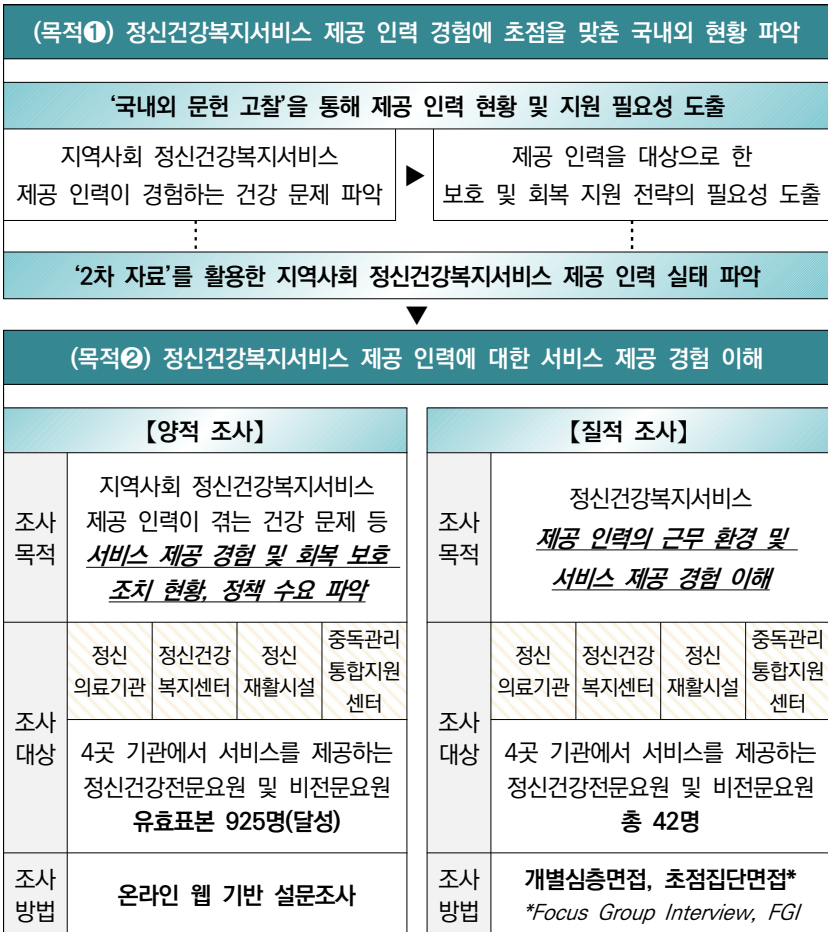 (목적❶) 정신건강복지서비스 제공 인력 경험에 초점을 맞춘 국내외 현황 파악
‘국내외 문헌 고찰’을 통해 제공 인력 현황 및 지원 필요성 도출
지역사회 정신건강복지서비스
제공 인력이 경험하는 건강 문제 파악
▶
제공 인력을 대상으로 한
보호 및 회복 지원 전략의 필요성 도출
‘2차 자료’를 활용한 지역사회 정신건강복지서비스 제공 인력 실태 파악
▼
(목적❷) 정신건강복지서비스 제공 인력에 대한 서비스 제공 경험 이해
【양적 조사】
조사
목적
지역사회 정신건강복지서비스
제공 인력이 겪는 건강 문제 등
서비스 제공 경험 및 회복 보호
조치 현황, 정책 수요 파악
조사
대상
정신
의료기관
정신건강
복지센터
정신
재활시설
중독관리
통합지원
센터
4곳 기관에서 서비스를 제공하는
정신건강전문요원 및 비전문요원
유효표본 925명(달성)
조사
방법
온라인 웹 기반 설문조사
【질적 조사】
조사
목적
정신건강복지서비스
제공 인력의 근무 환경 및
서비스 제공 경험 이해
조사
대상
정신
의료기관
정신건강
복지센터
정신
재활시설
중독관리
통합지원
센터
4곳 기관에서 서비스를 제공하는
정신건강전문요원 및 비전문요원
총 42명
조사
방법
개별심층면접, 초점집단면접*
*Focus Group Interview, FGI